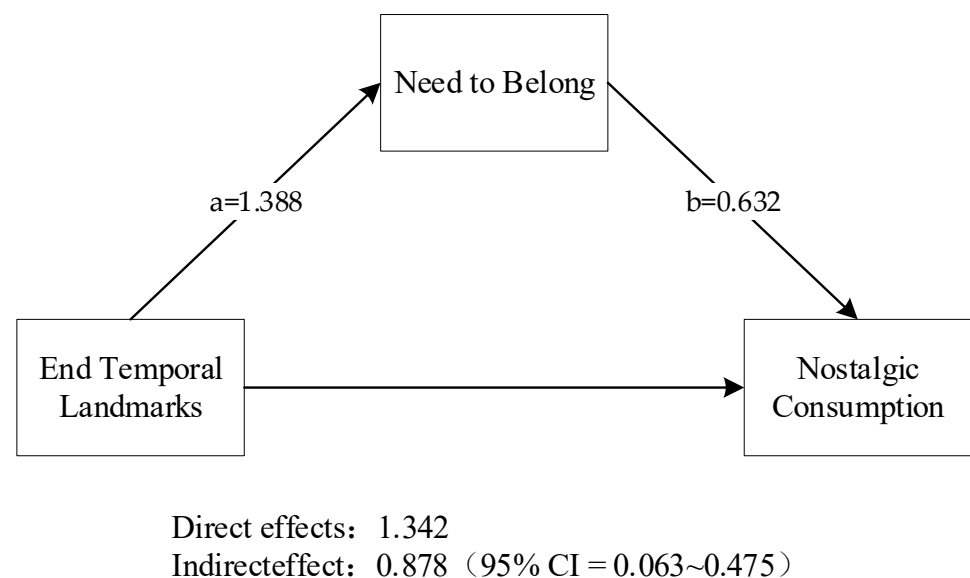 Need to Belong
a=1.388
b=0.632
End Temporal
Landmarks
Nostalgic
Consumption
Direct effects：1.342
Indirecteffect：0.878（95% CI = 0.063~0.475）